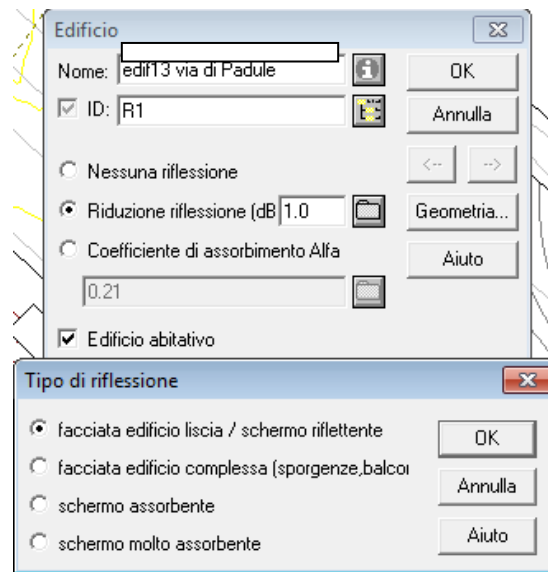 Edificio
Nome: edif13 via di Padule OK
ID: R1 Annulla
Nessuna riflessione <-- -->
Riduzione riflessione (dB 1.0 Geometria...
Coefficiente di assorbimento Alfa Aiuto
0.21
Edificio abitativo
Tipo di riflessione
facciata edificio liscia / schermo riflettente OK
facciata edificio complessa (sporgenze,balcor
schermo assorbente Annulla
schermo molto assorbente Aiuto